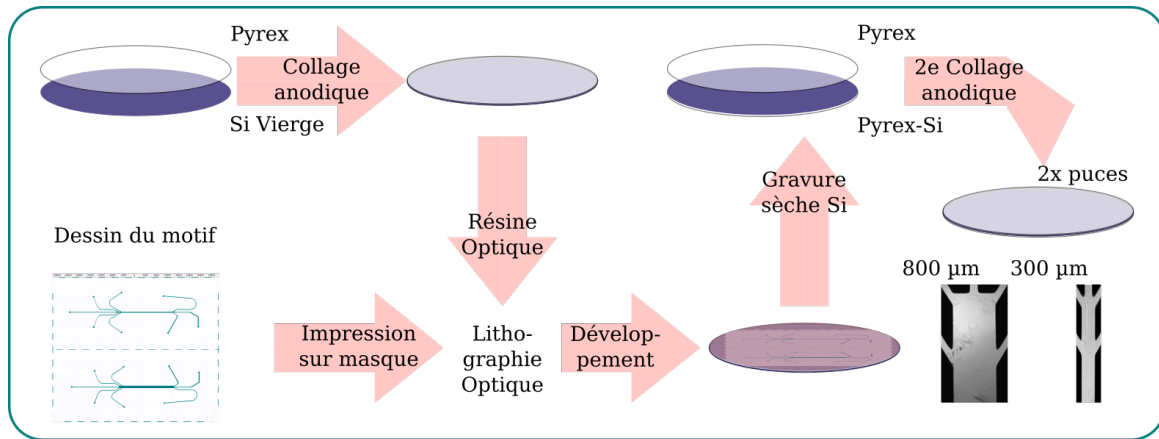 Pyrex
Collage
anodique
Si Vierge
Pyrex
2e Collage
anodique
Pyrex-Si
2x puces
Résine
Optique
Gravure
sèche Si
Dessin du motif
Impression
sur masque
Litho-
graphie
Optique
Dévelop-
pement
800 µm
300 µm